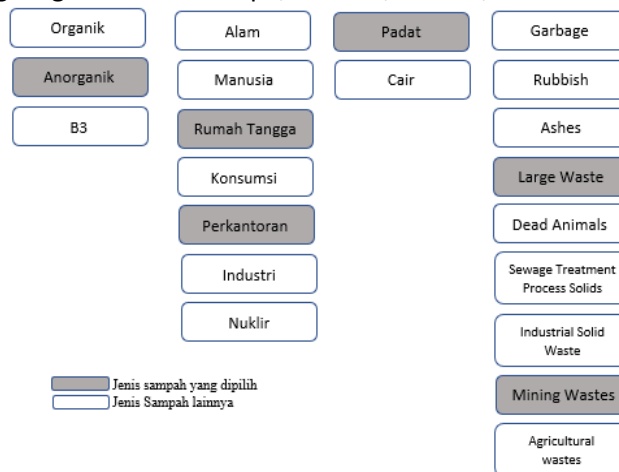 Organik
Anorganik
B3
Alam
Manusia
Rumah Tangga
Konsumsi
Perkantoran
Industri
Nuklir
Padat
Cair
Garbage
Rubbish
Ashes
Large Waste
Dead Animals
Sewage Treatment
Process Solids
Industrial Solid
Waste
Mining Wastes
Agricultural
wastes
Jenis sampah yang dipilih
Jenis Sampah lainnya